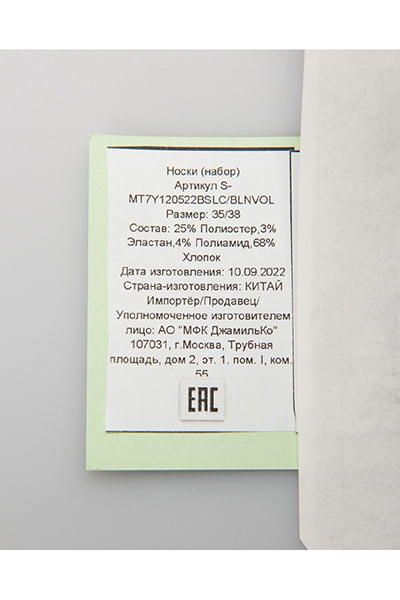 Носки (набор)
Артикул S-
MT7Y120522BSLC/BLNVOL
Размер: 35/38
Состав: 25% Полиэстер,3%
Эластан,4% Полиамид,68%
Хлопок
Дата изготовления: 10.09.2022
Страна-изготовления: КИТАЙ
Импортёр/Продавец/
Уполномоченное изготовителем
лицо: АО "МФК ДжамильКо"
107031, г.Москва, Трубная
площадь, дом 2, эт. 1. пом. I, ком.
55
EAC